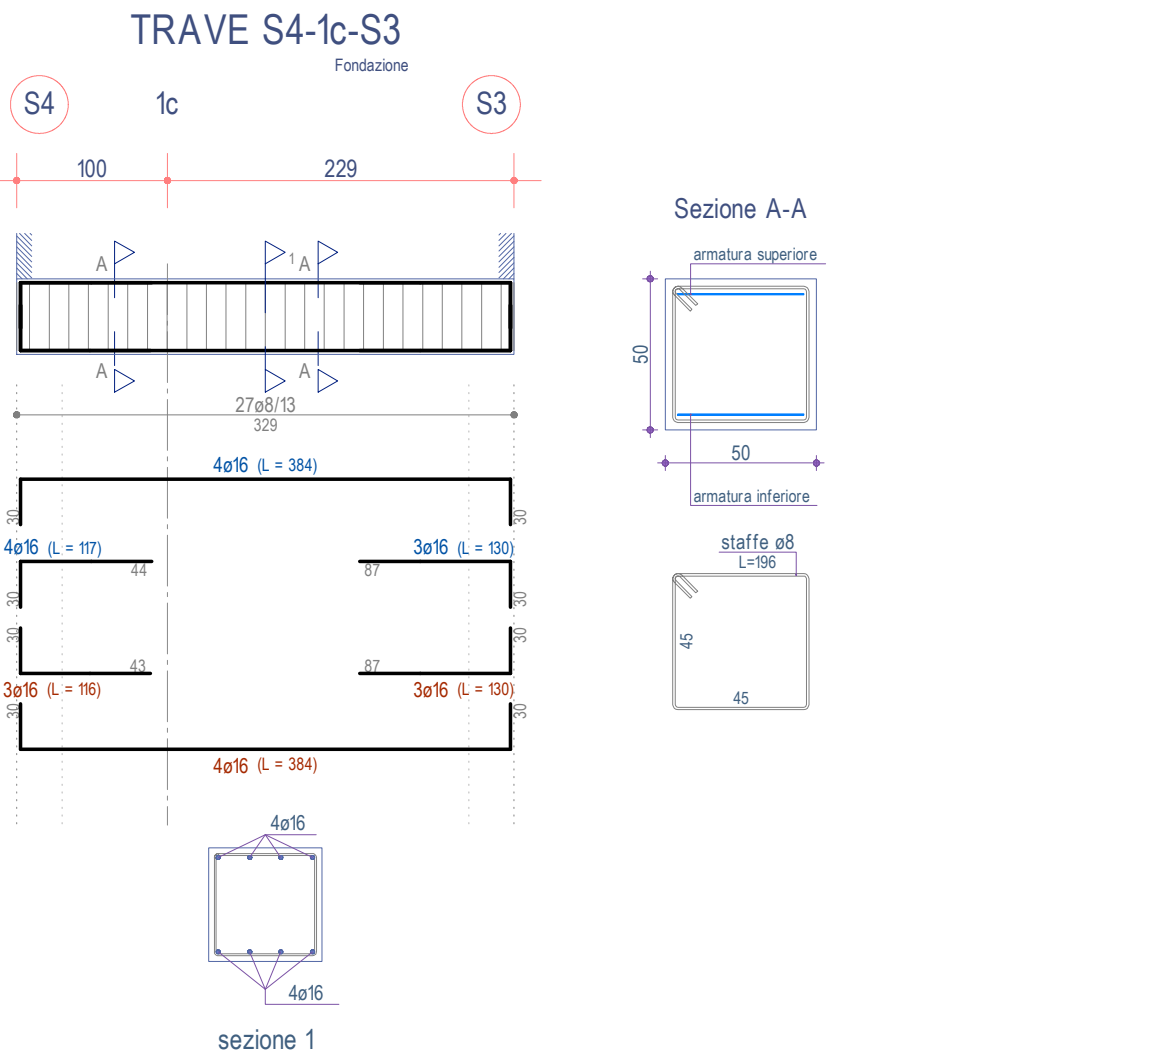 TRAVE S4-1c-S3
Fondazione
S4
1c
S3
100
229
A
1
A
A
A
27ø8/13
329
4ø16 (L = 384)
30
30
4ø16 (L = 117)
3ø16 (L = 130)
44
87
30
30
30
30
43
87
3ø16 (L = 116)
3ø16 (L = 130)
30
30
4ø16 (L = 384)
4ø16
4ø16
sezione 1
Sezione A-A
armatura superiore
50
50
armatura inferiore
staffe ø8
L=196
45
45